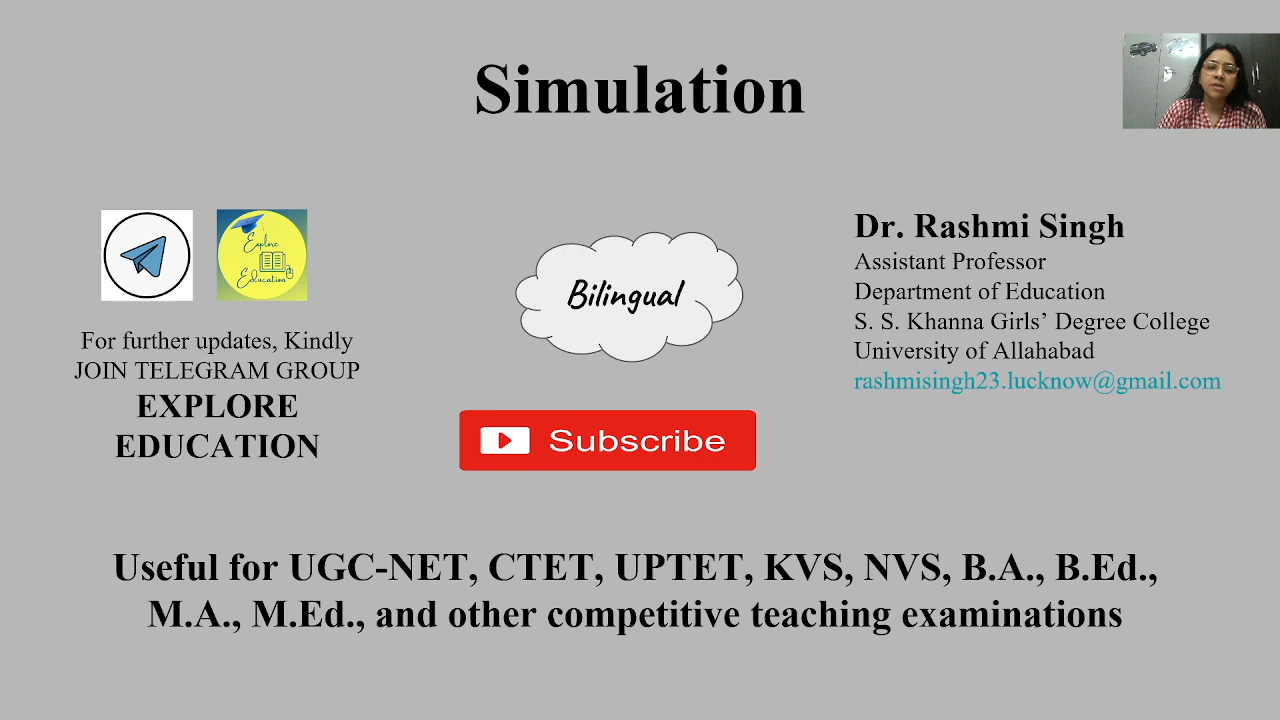 Simulation
Explore
Education
For further updates, Kindly
JOIN TELEGRAM GROUP
EXPLORE
EDUCATION
Bilingual
Subscribe
Dr. Rashmi Singh
Assistant Professor
Department of Education
S. S. Khanna Girls’ Degree College
University of Allahabad
rashmisingh23.lucknow@gmail.com
Useful for UGC-NET, CTET, UPTET, KVS, NVS, B.A., B.Ed.,
M.A., M.Ed., and other competitive teaching examinations